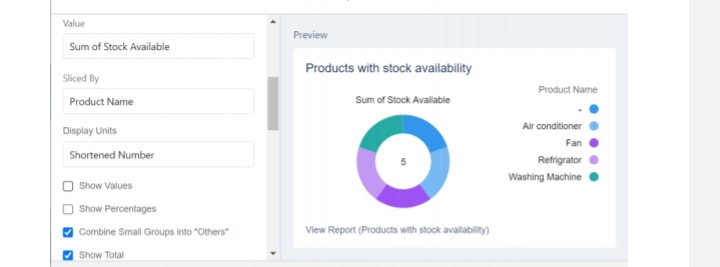 Value
Sum of Stock Available
Sliced By
Product Name
Display Units
Shortened Number
Show Values
Show Percentages
Combine Small Groups into "Others"
Show Total
Preview
Products with stock availability
Sum of Stock Available
5
Product Name
-
Air conditioner
Fan
Refrigrator
Washing Machine
View Report (Products with stock availability)